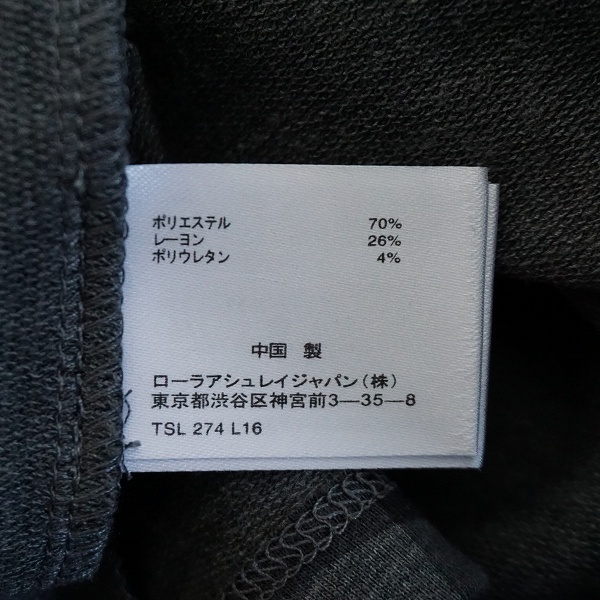 ポリエステル 70%
レーヨン 26%
ポリウレタン 4%
中国 製
ローラアシュレイジャパン(株)
東京都渋谷区神宮前3—35—8
TSL 274 L16